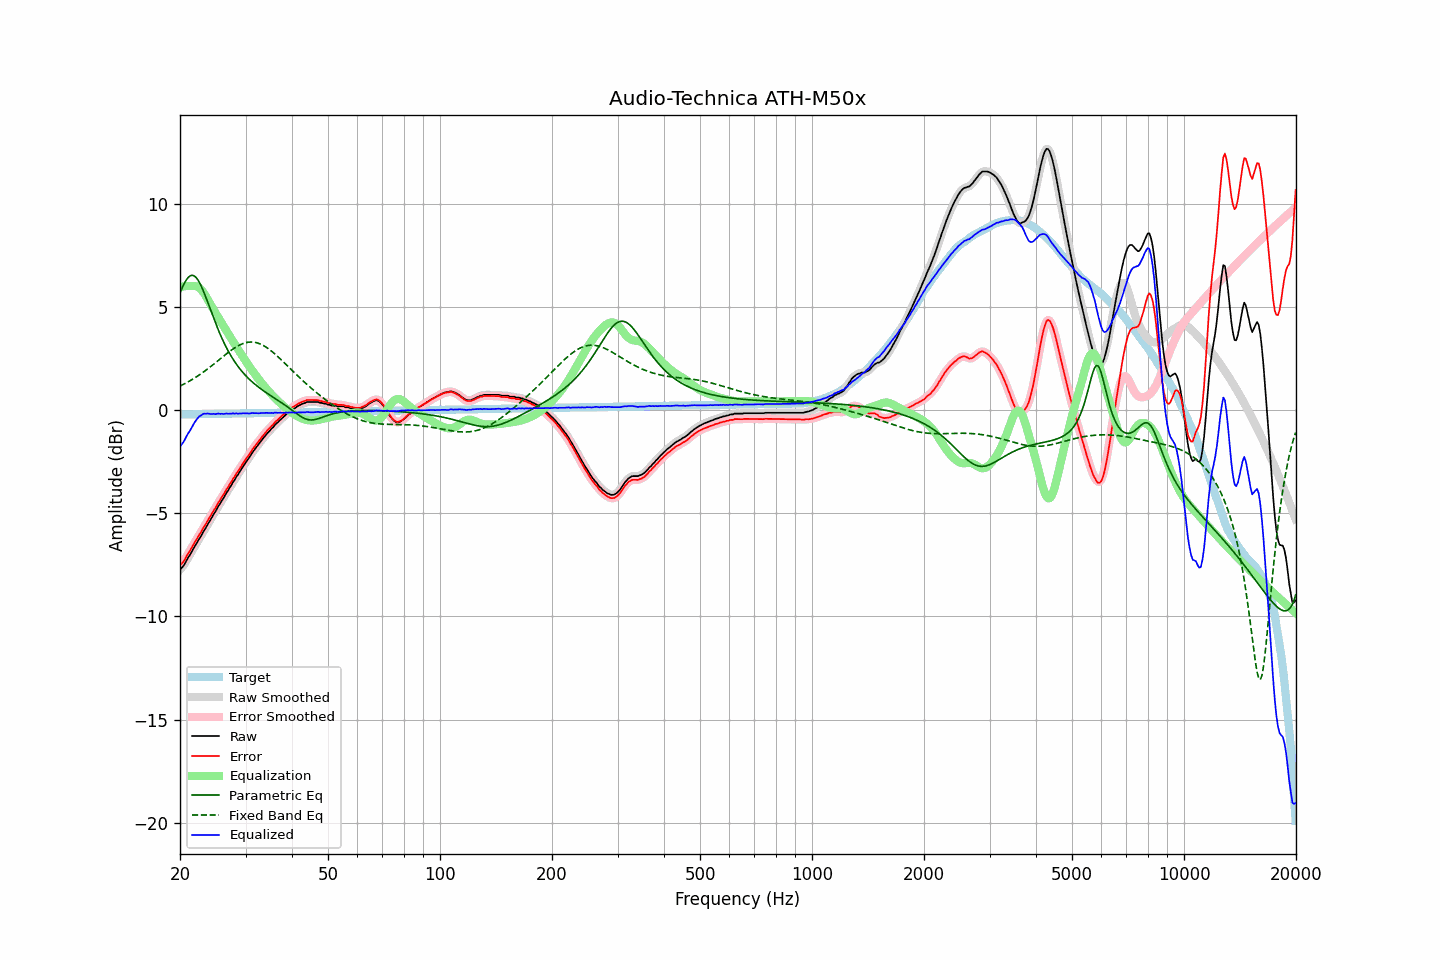 Audio-Technica ATH-M50x
Amplitude (dBr)
10
5
0
−5
−10
−15
−20
Target
Raw Smoothed
Error Smoothed
Raw
Error
Equalization
Parametric Eq
Fixed Band Eq
Equalized
20 50 100 200 500 1000 2000 5000 10000 20000
Frequency (Hz)